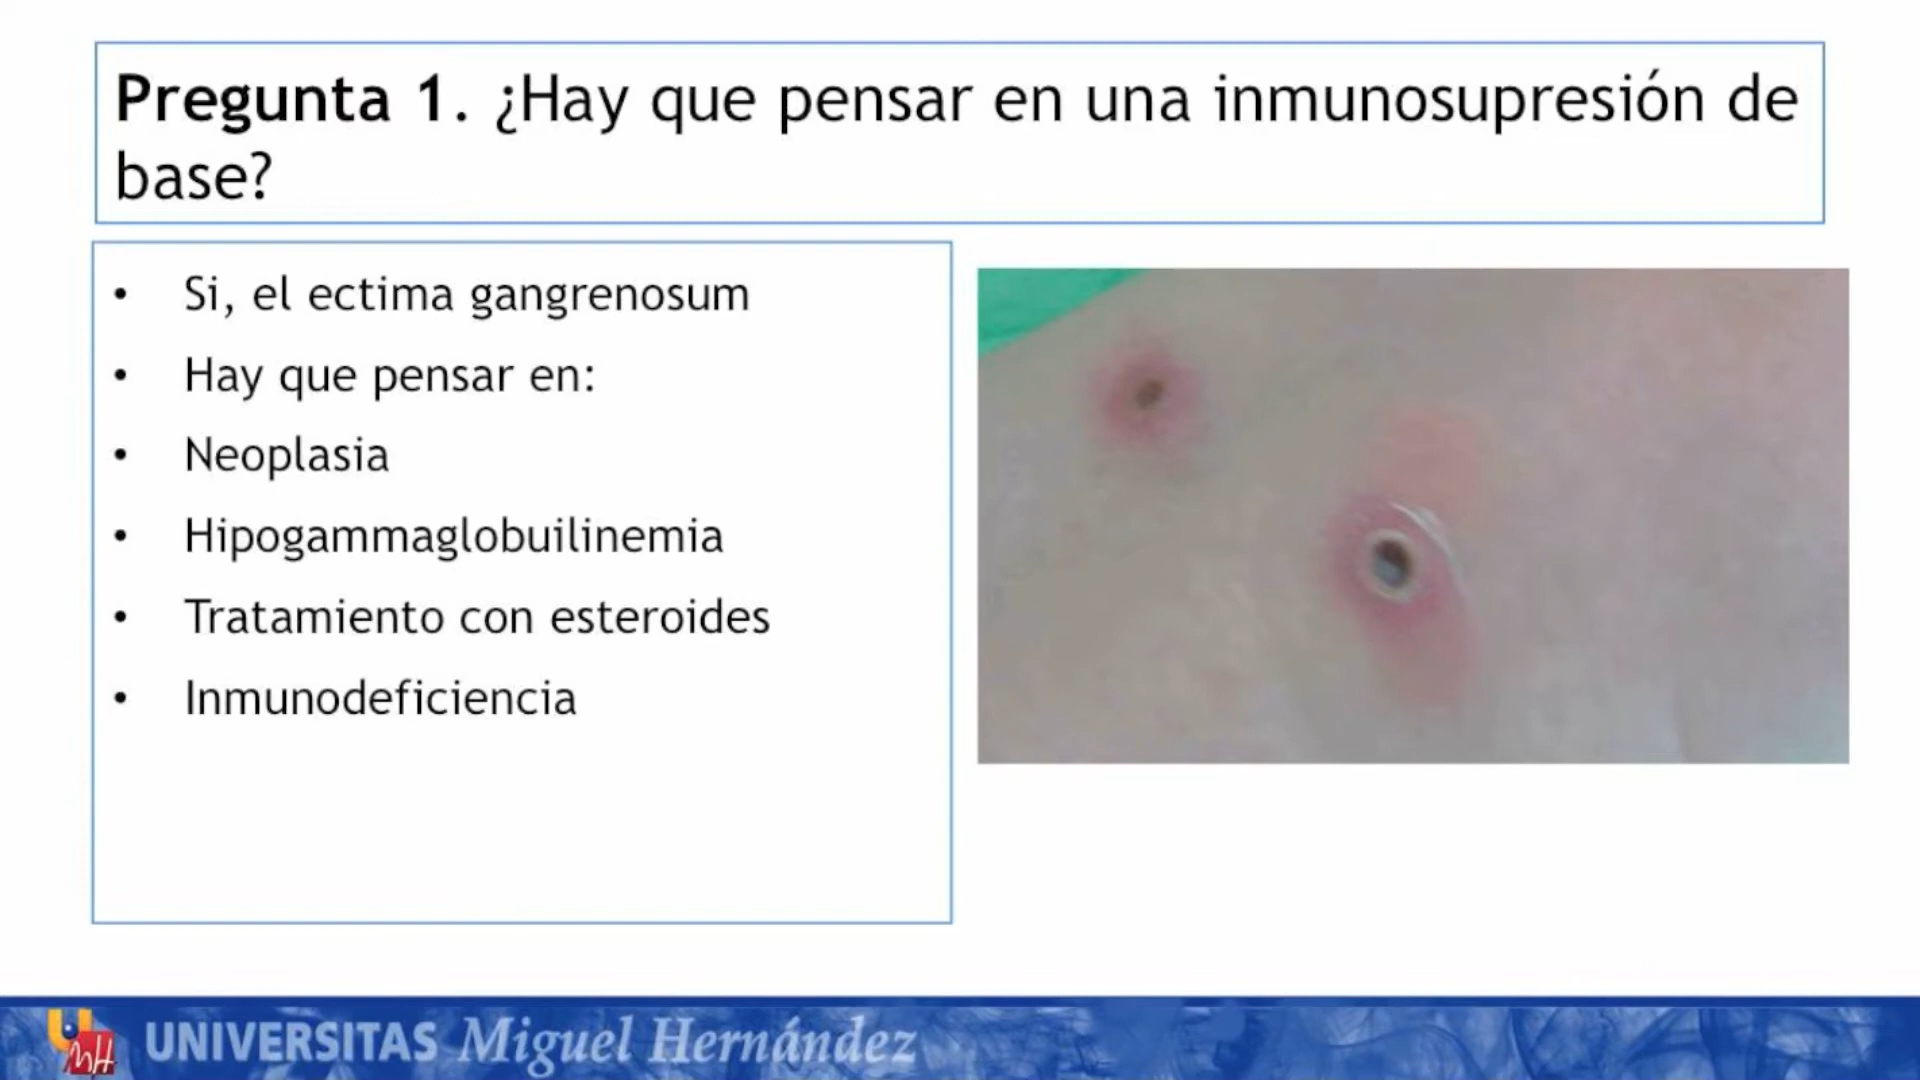 Pregunta 1. ¿Hay que pensar en una inmunosupresión de
base?
• Si, el ectima gangrenosum
• Hay que pensar en:
• Neoplasia
• Hipogammaglobuilinemia
• Tratamiento con esteroides
• Inmunodeficiencia
UNIVERSITAS Miguel Hernández